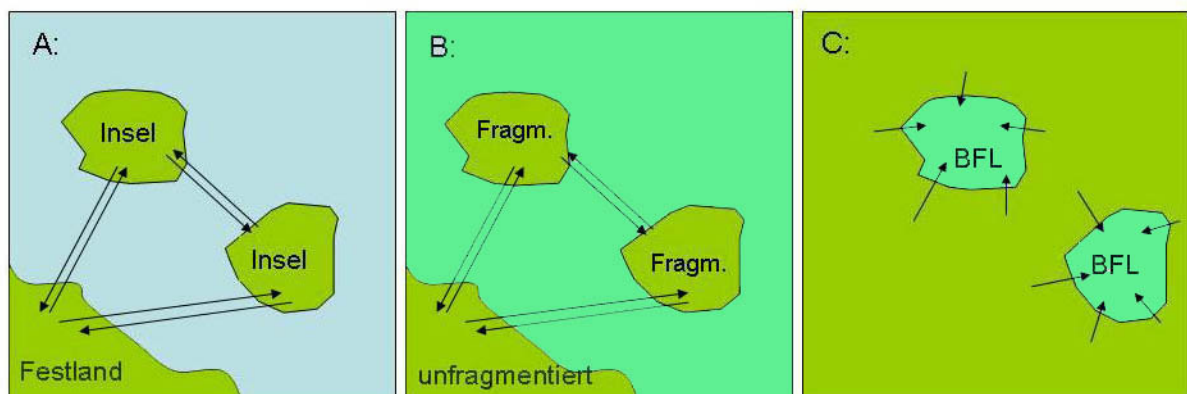 A:
Insel
Insel
Festland
B:
Fragm.
Fragm.
unfragmentiert
C:
BFL
BFL